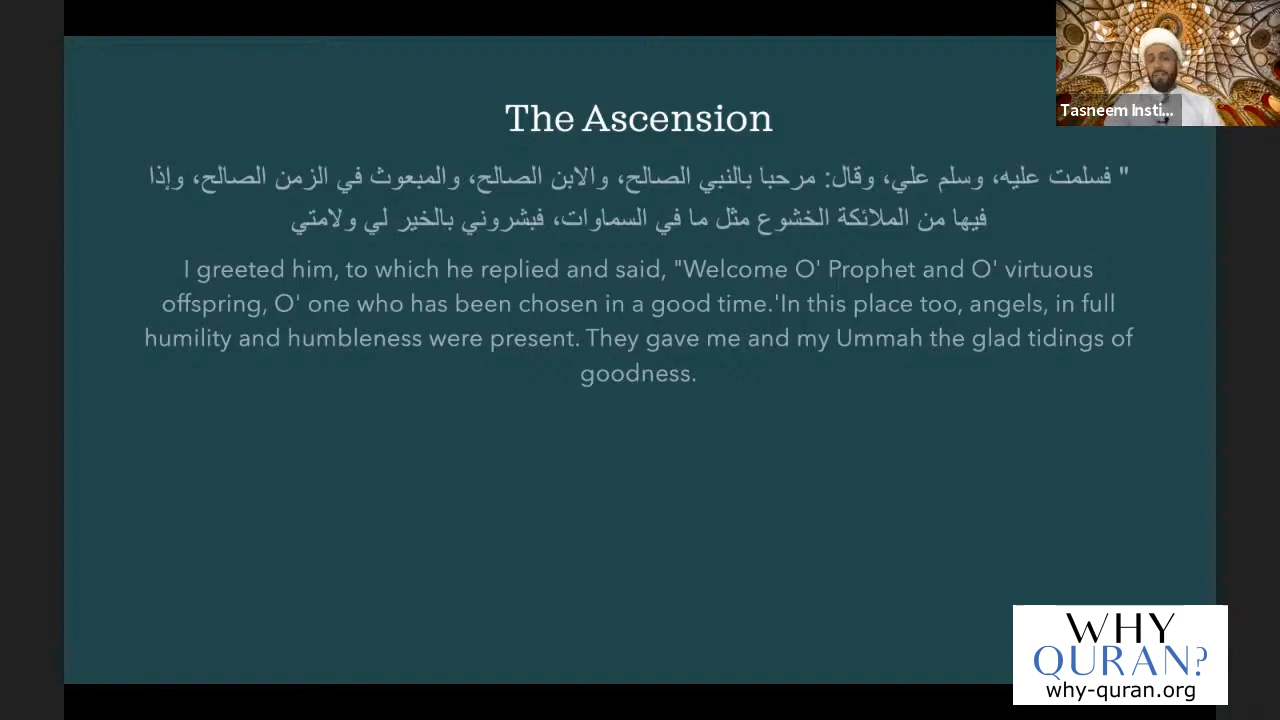 Tasneem Insti...
The Ascension
" فسلمت عليه، وسلم علي، وقال: مرحبا بالنبي الصالح، والابن الصالح، والمبعوث في الزمن الصالح، وإذا
فيها من الملائكة الخشوع مثل ما في السماوات، فبشروني بالخير لي ولامتي
I greeted him, to which he replied and said, "Welcome O' Prophet and O' virtuous
offspring, O' one who has been chosen in a good time.'In this place too, angels, in full
humility and humbleness were present. They gave me and my Ummah the glad tidings of
goodness.
WHY
QURAN?
why-quran.org